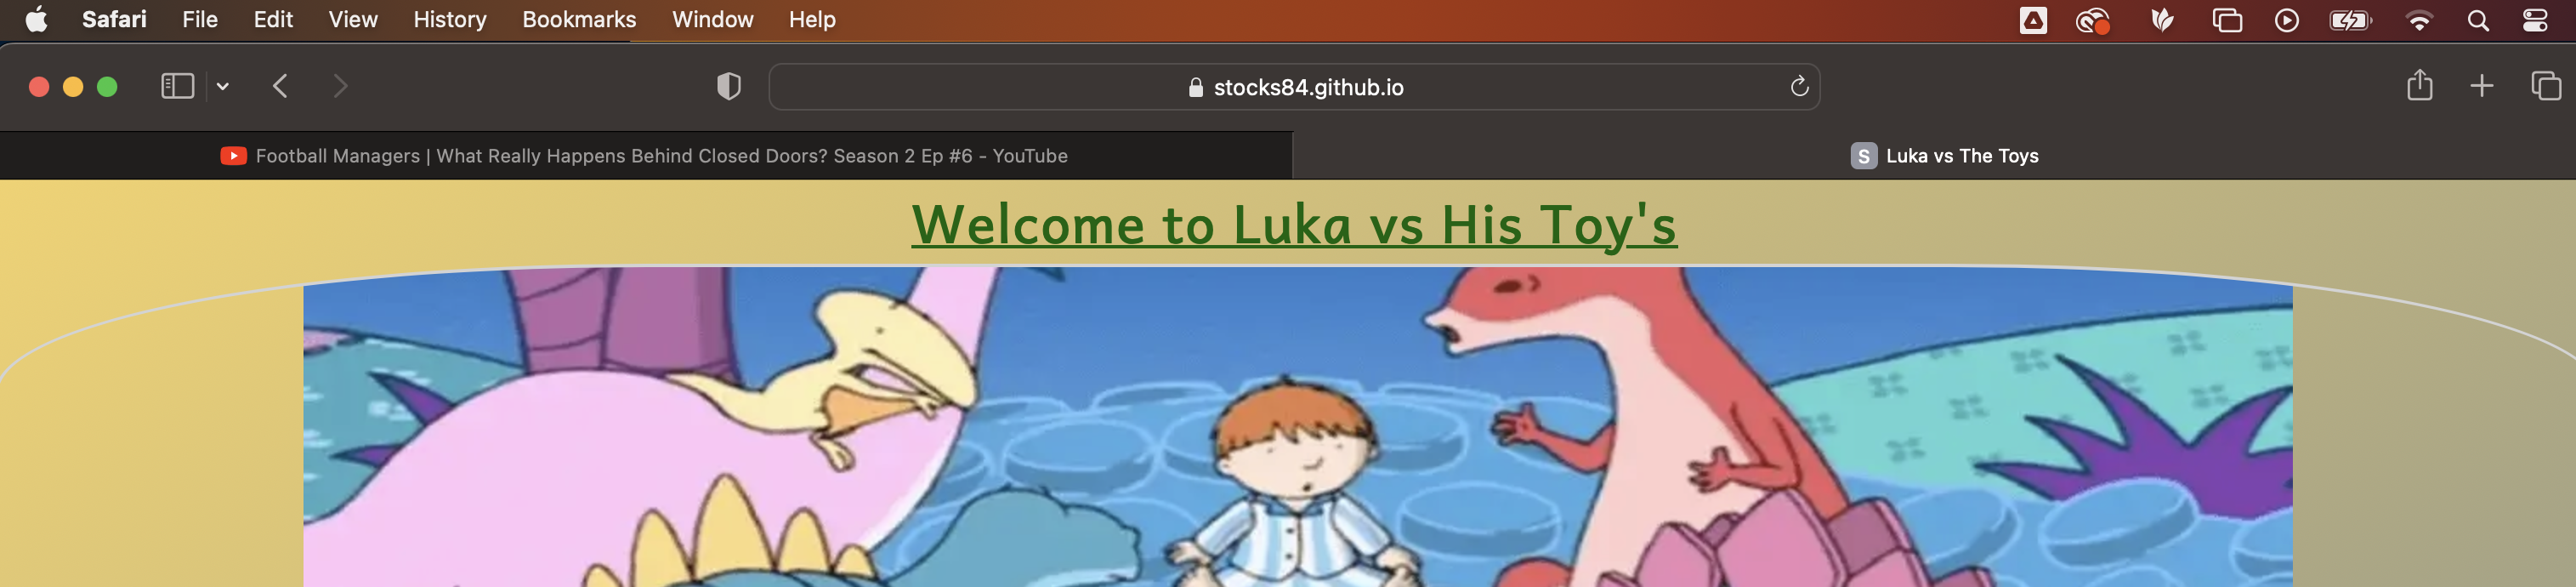 Safari File Edit View History Bookmarks Window Help
stocks84.github.io
Football Managers | What Really Happens Behind Closed Doors? Season 2 Ep #6 - YouTube
S Luka vs The Toys
Welcome to Luka vs His Toy's